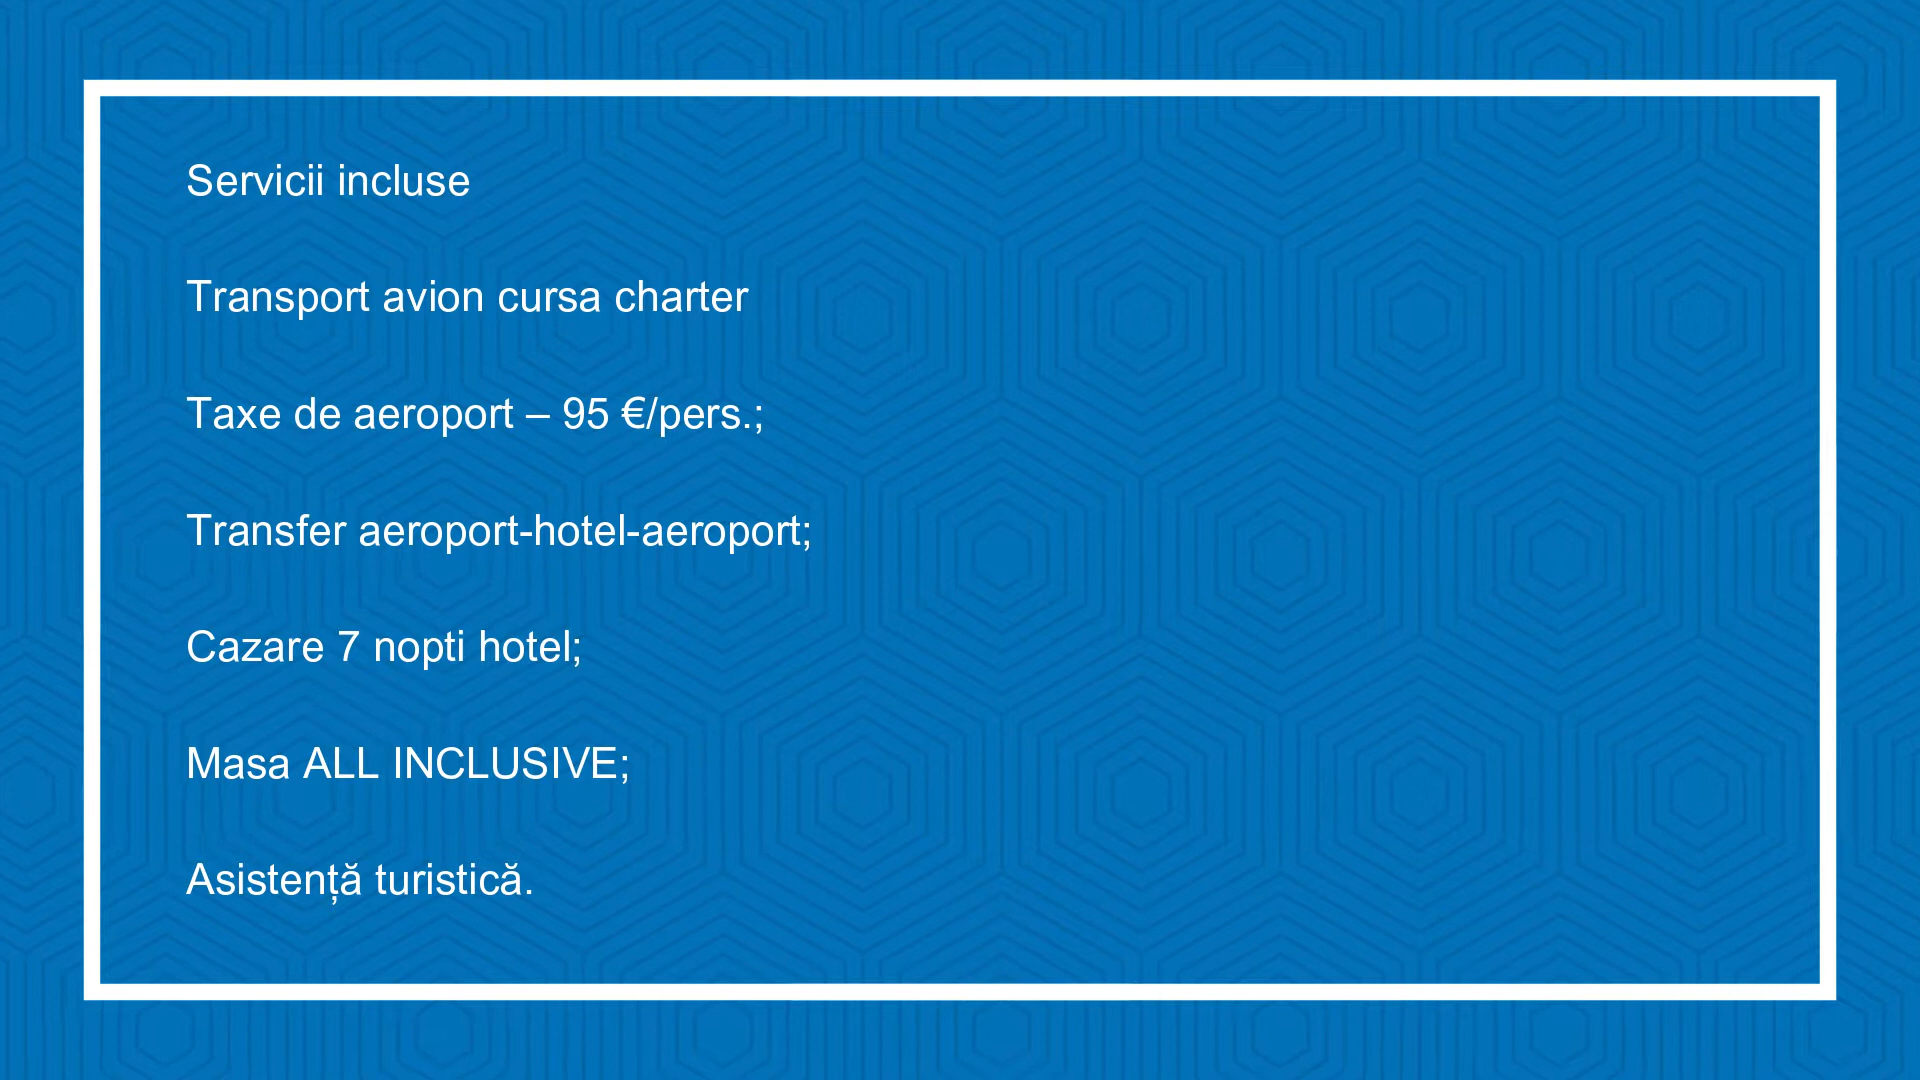 Servicii incluse
Transport avion cursa charter
Taxe de aeroport – 95 €/pers.;
Transfer aeroport-hotel-aeroport;
Cazare 7 nopti hotel;
Masa ALL INCLUSIVE;
Asistență turistică.